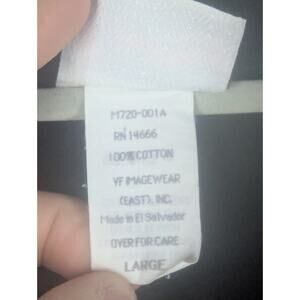 M720-001A
RN 14666
100% COTTON
VF IMAGEWEAR
(EAST), INC.
Made in El Salvador
OVER FOR CARE
LARGE